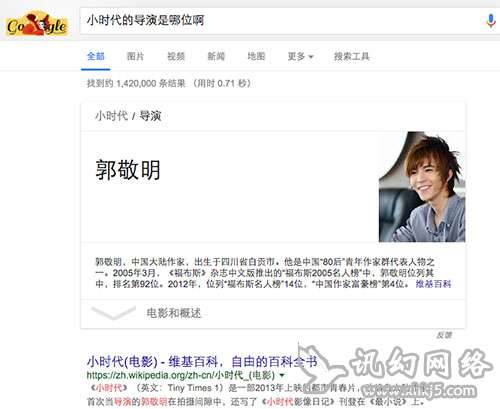 Google
小时代的导演是哪位啊
全部 图片 视频 新闻 地图 更多 搜索工具
找到约 1,420,000 条结果 （用时 0.71 秒）
小时代 / 导演
郭敬明
郭敬明，中国大陆作家，出生于四川省自贡市。他是中国“80后”青年作家群代表人物之
一。2005年3月，《福布斯》杂志中文版推出的“福布斯2005名人榜”中，郭敬明位列其
中，排名第92位。2012年，位列“福布斯名人榜”14位，“中国作家富豪榜”第4位。 维基百科
电影和概述
反馈
小时代(电影) - 维基百科，自由的百科全书
https://zh.wikipedia.org/zh-cn/小时代_(电影)
《小时代》（英文：Tiny Times 1）是一部2013年上映的都市青春片，
首次当导演的郭敬明在拍摄间隙中，还写了《小时代影像日记》刊登在《最小说》上。
讯幻网络